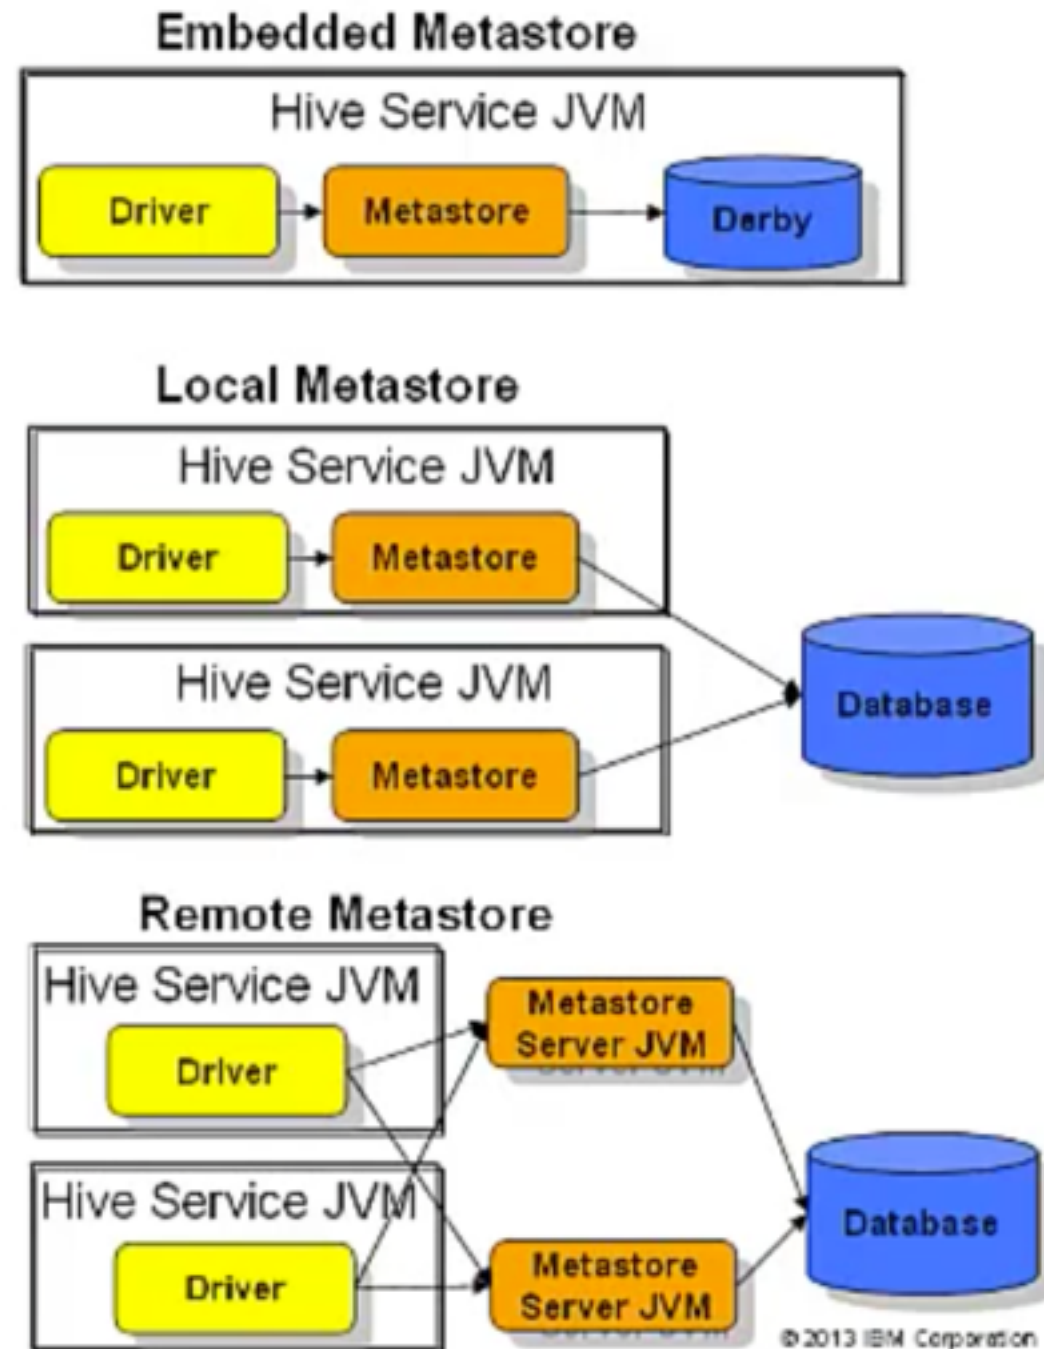 Embedded Metastore
Hive Service JVM
Driver
Metastore
Derby
Local Metastore
Hive Service JVM
Driver
Metastore
Hive Service JVM
Driver
Metastore
Database
Remote Metastore
Hive Service JVM
Driver
Metastore
Server JVM
Hive Service JVM
Driver
Metastore
Server JVM
Database
© 2013 IBM Corporation